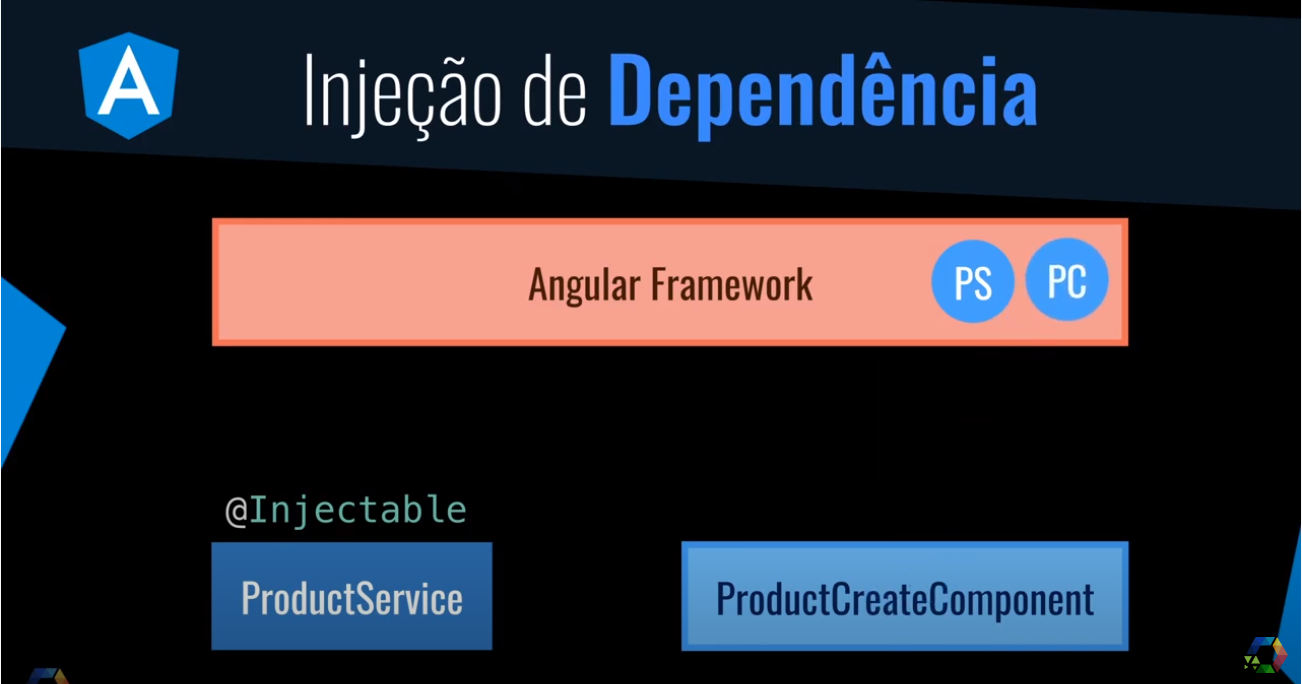 A
Injeção de Dependência
Angular Framework PS PC
@Injectable
ProductService ProductCreateComponent